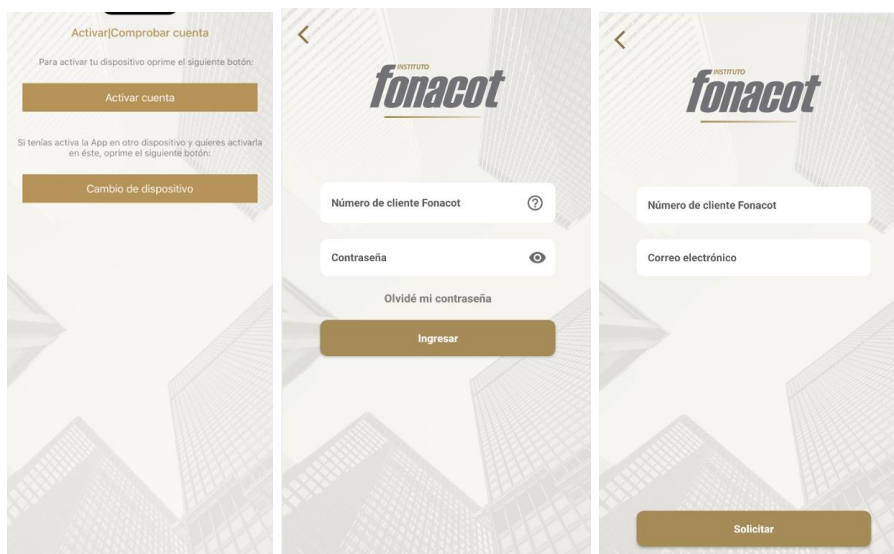 Activar|Comprobar cuenta
Para activar tu dispositivo oprime el siguiente botón:
Activar cuenta
Si tenías activa la App en otro dispositivo y quieres activarla
en éste, oprime el siguiente botón:
Cambio de dispositivo
INSTITUTO
fonacot
Número de cliente Fonacot
Contraseña
Olvidé mi contraseña
Ingresar
INSTITUTO
fonacot
Número de cliente Fonacot
Correo electrónico
Solicitar